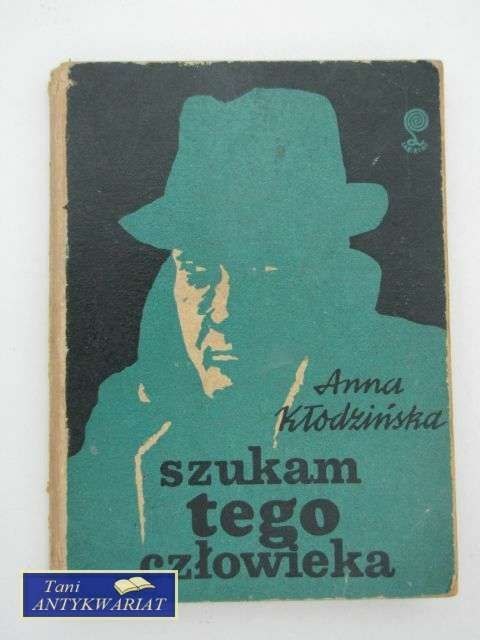 Anna
Kłodzińska
szukam
tego
człowieka
Tani
ANTYKWARIAT